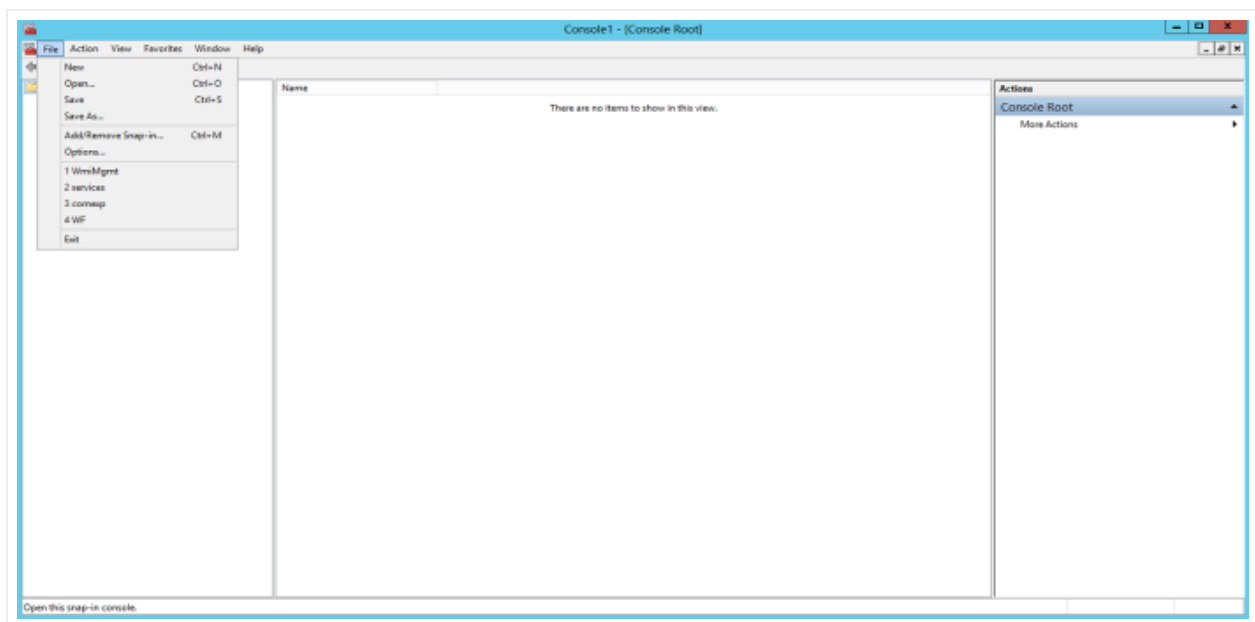 Console1 - [Console Root]
File Action View Favorites Window Help
New Ctrl+N
Open... Ctrl+O
Save Ctrl+S
Save As...
Add/Remove Snap-in... Ctrl+M
Options...
1 WmiMgmt
2 services
3 comexp
4 WF
Exit
Name
There are no items to show in this view.
Actions
Console Root
More Actions
Open this snap-in console.